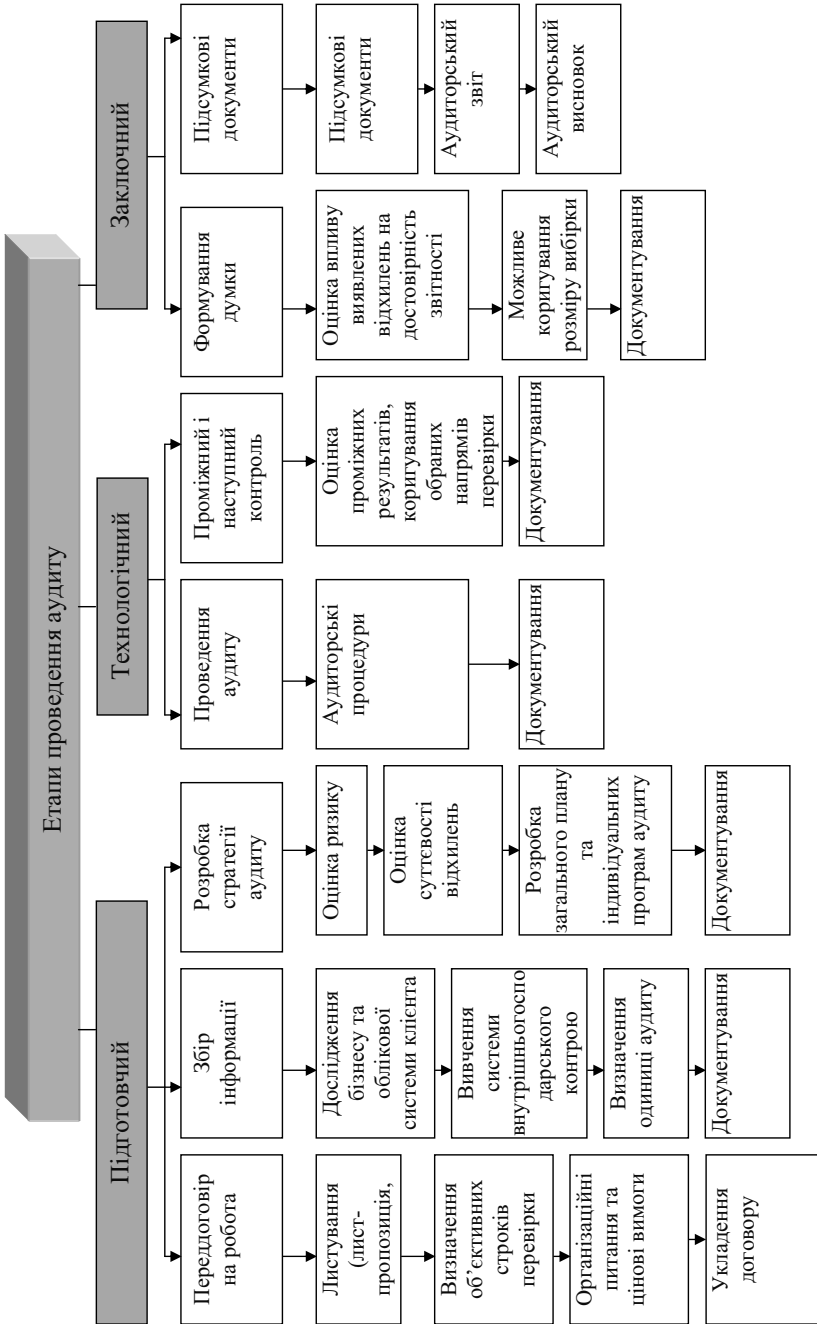 Етапи проведення аудиту
Підготовчий
Технологічний
Заключний
Переддоговір
на робота
Збір
інформації
Розробка
стратегії
аудиту
Проведення
аудиту
Проміжний і
наступний
контроль
Формування
думки
Підсумкові
документи
Листування
(лист-
пропозиція,
Визначення
об’єктивних
строків
перевірки
Організаційні
питання та
цінові вимоги
Укладення
договору
Дослідження
бізнесу та
облікової
системи клієнта
Вивчення
системи
внутрішньогоспо
дарського
контрою
Визначення
одиниці аудиту
Документування
Оцінка ризику
Оцінка
суттєвості
відхилень
Розробка
загального плану
та
індивідуальних
програм аудиту
Документування
Аудиторські
процедури
Документування
Оцінка
проміжних
результатів,
коригування
обраних
напрямів
перевірки
Документування
Оцінка впливу
виявлених
відхилень на
достовірність
звітності
Можливе
коригування
розміру вибірки
Документування
Підсумкові
документи
Аудиторський
звіт
Аудиторський
висновок